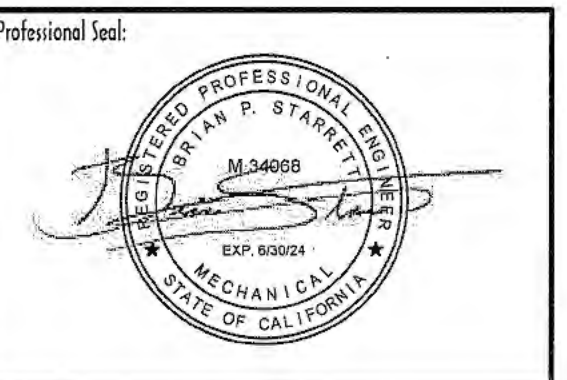 Professional Seal:
REGISTERED PROFESSIONAL ENGINEER
BRIAN P. STARRETT
M 34068
EXP. 6/30/24
MECHANICAL
STATE OF CALIFORNIA